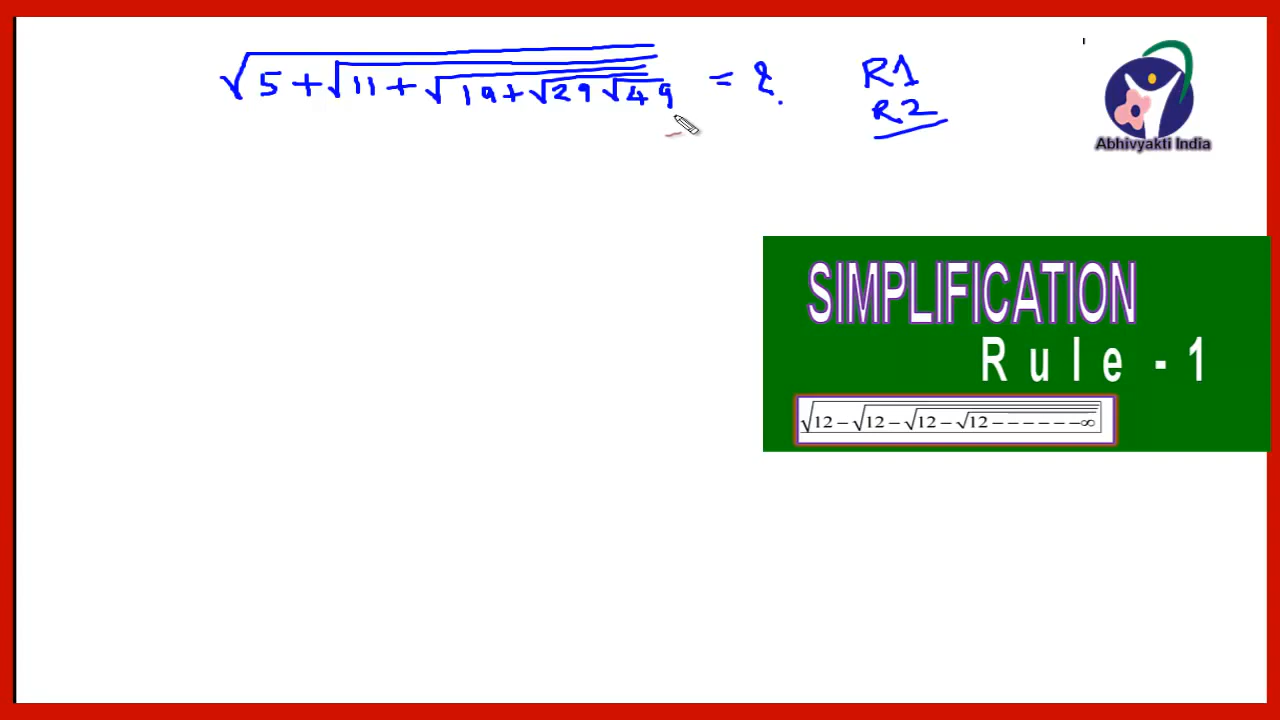 √5+√11+√19+√29√49 = ?
R1
R2
Abhivyakti India
SIMPLIFICATION
Rule - 1
√12−√12−√12−√12------∞